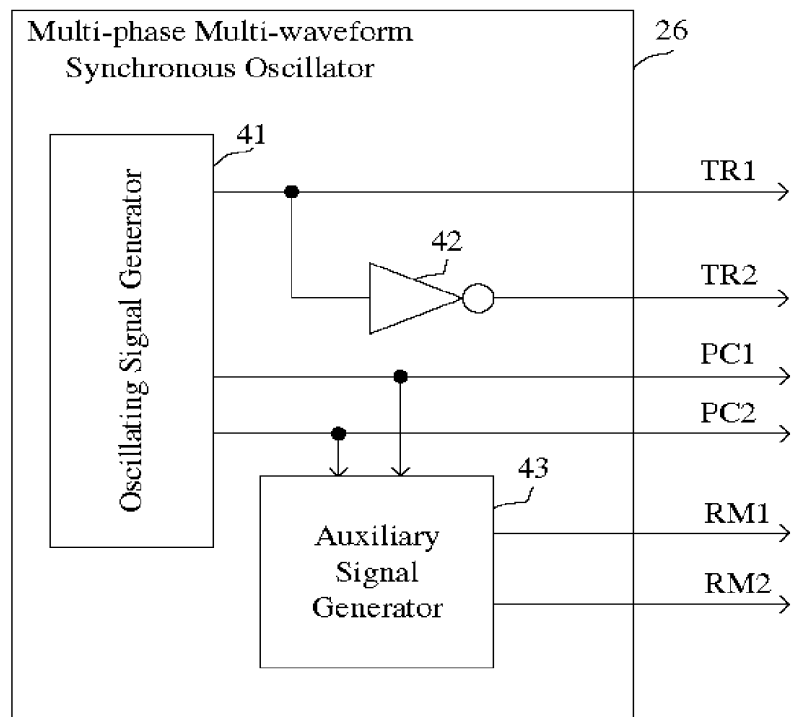 Multi-phase Multi-waveform
Synchronous Oscillator
26
41
Oscillating Signal Generator
TR1
42
TR2
PC1
PC2
43
Auxiliary
Signal
Generator
RM1
RM2